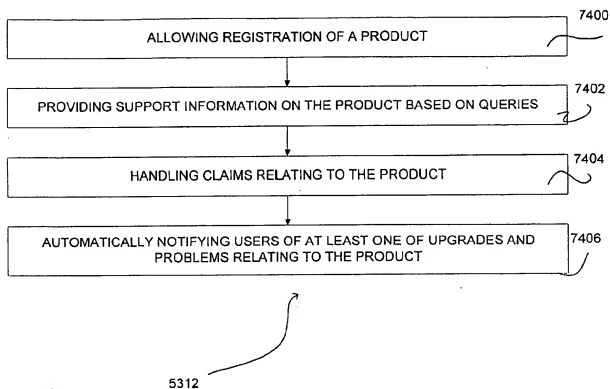 7400
ALLOWING REGISTRATION OF A PRODUCT
7402
PROVIDING SUPPORT INFORMATION ON THE PRODUCT BASED ON QUERIES
7404
HANDLING CLAIMS RELATING TO THE PRODUCT
7406
AUTOMATICALLY NOTIFYING USERS OF AT LEAST ONE OF UPGRADES AND
PROBLEMS RELATING TO THE PRODUCT
5312